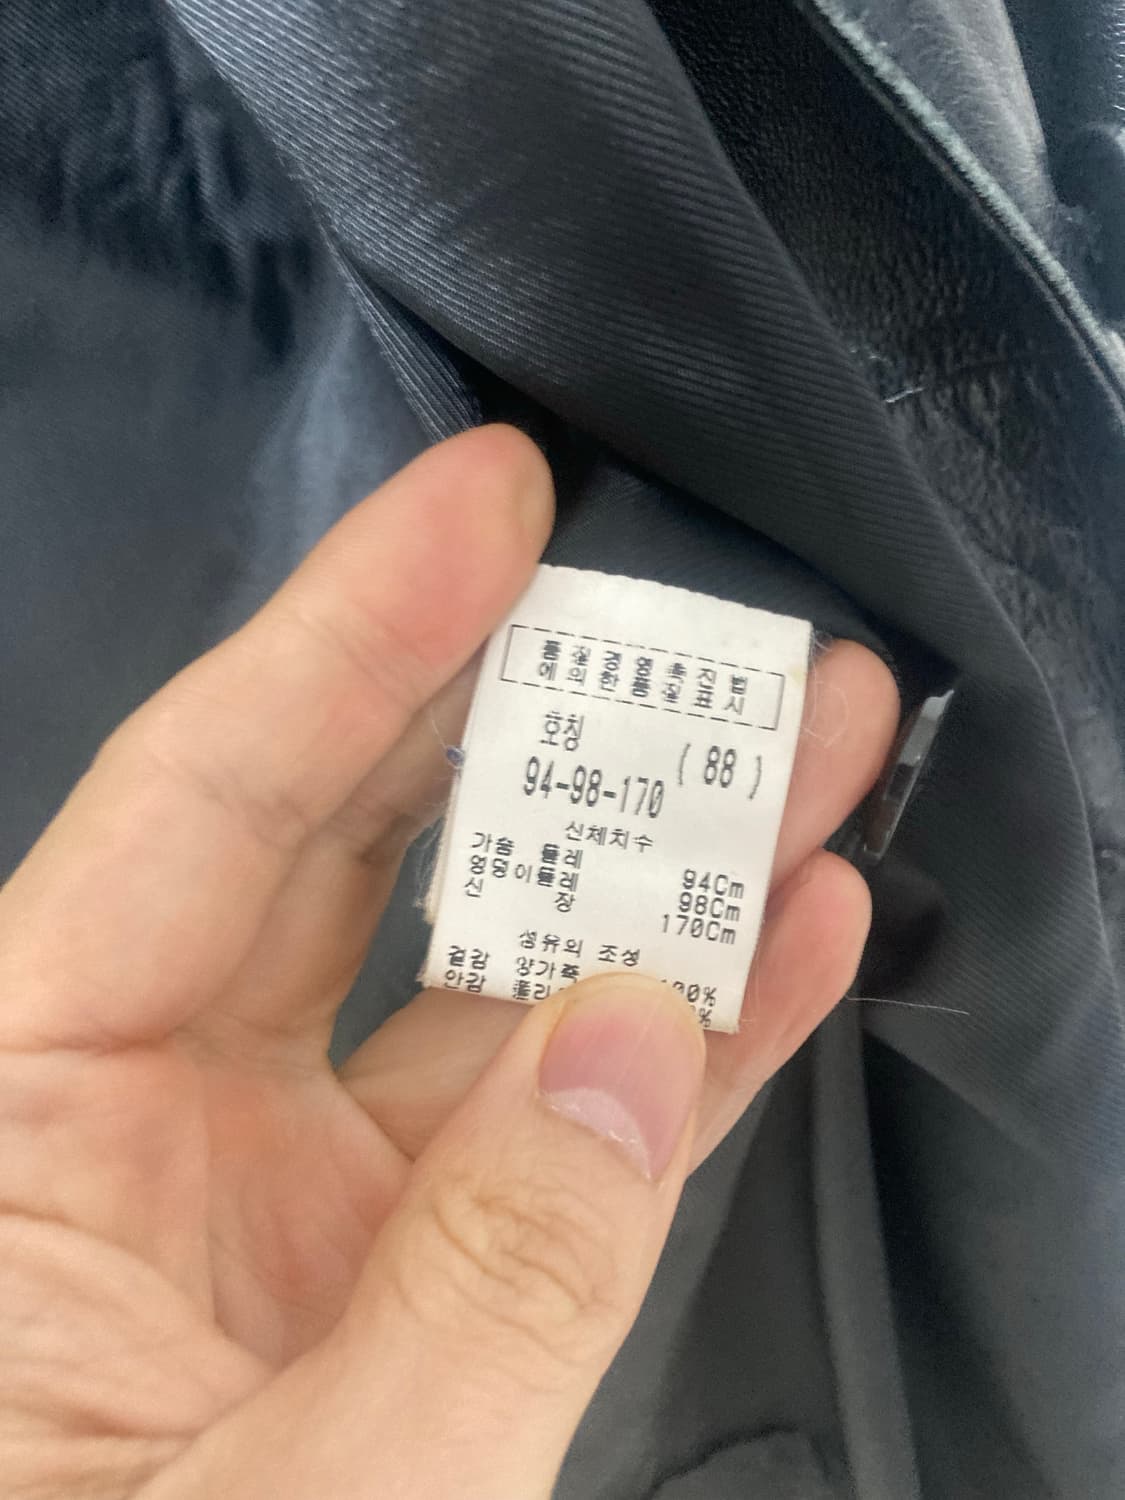 품질경영촉진법
에의한품질표시
호칭
94-98-170 ( 88 )
신체치수
가슴 둘레 94Cm
엉덩이둘레 98Cm
신 장 170Cm
섬유의 조성
겉감 양가죽 100%
안감 %